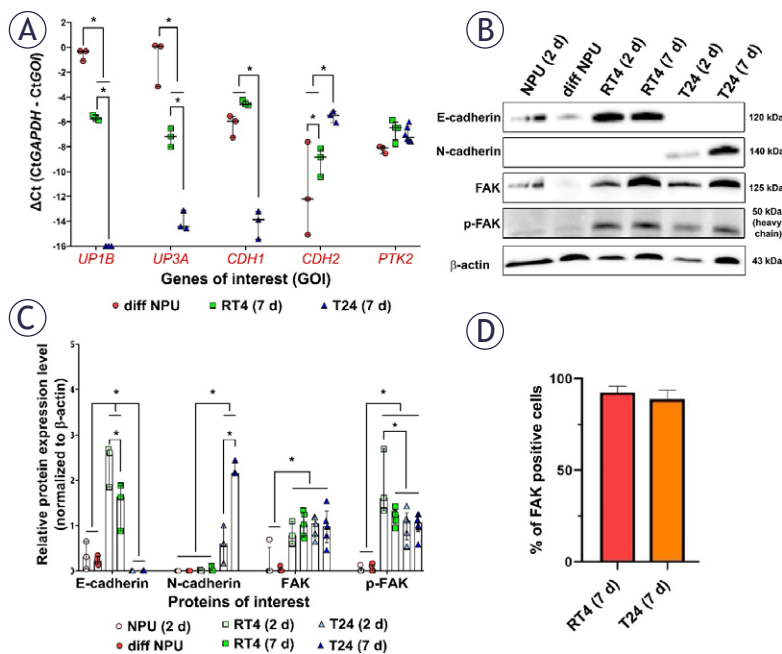 A
ΔCt (CtGAPDH - CtGOI)
2
0
-2
-4
-6
-8
-10
-12
-14
-16
*
*
*
*
*
*
*
UP1B UP3A CDH1 CDH2 PTK2
Genes of interest (GOI)
diff NPU RT4 (7 d) T24 (7 d)
B
NPU (2 d) diff NPU RT4 (2 d) RT4 (7 d) T24 (2 d) T24 (7 d)
E-cadherin 120 kDa
N-cadherin 140 kDa
FAK 125 kDa
p-FAK 50 kDa
(heavy
chain)
β-actin 43 kDa
C
Relative protein expression level
(normalized to β-actin)
5
4
3
2
1
0
*
*
*
*
*
*
*
E-cadherin N-cadherin FAK p-FAK
Proteins of interest
NPU (2 d) RT4 (2 d) T24 (2 d)
diff NPU RT4 (7 d) T24 (7 d)
D
% of FAK positive cells
100
50
0
RT4 (7 d) T24 (7 d)